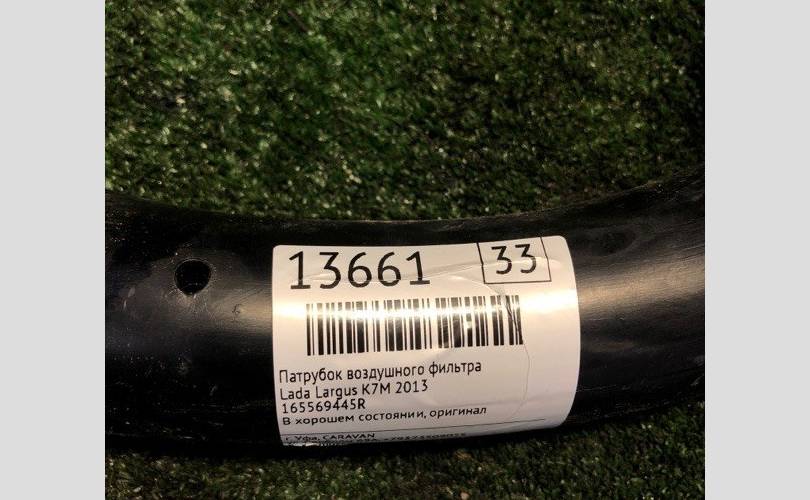 13661 33
Патрубок воздушного фильтра
Lada Largus K7M 2013
165569445R
В хорошем состоянии, оригинал
г. Уфа, CARAVAN